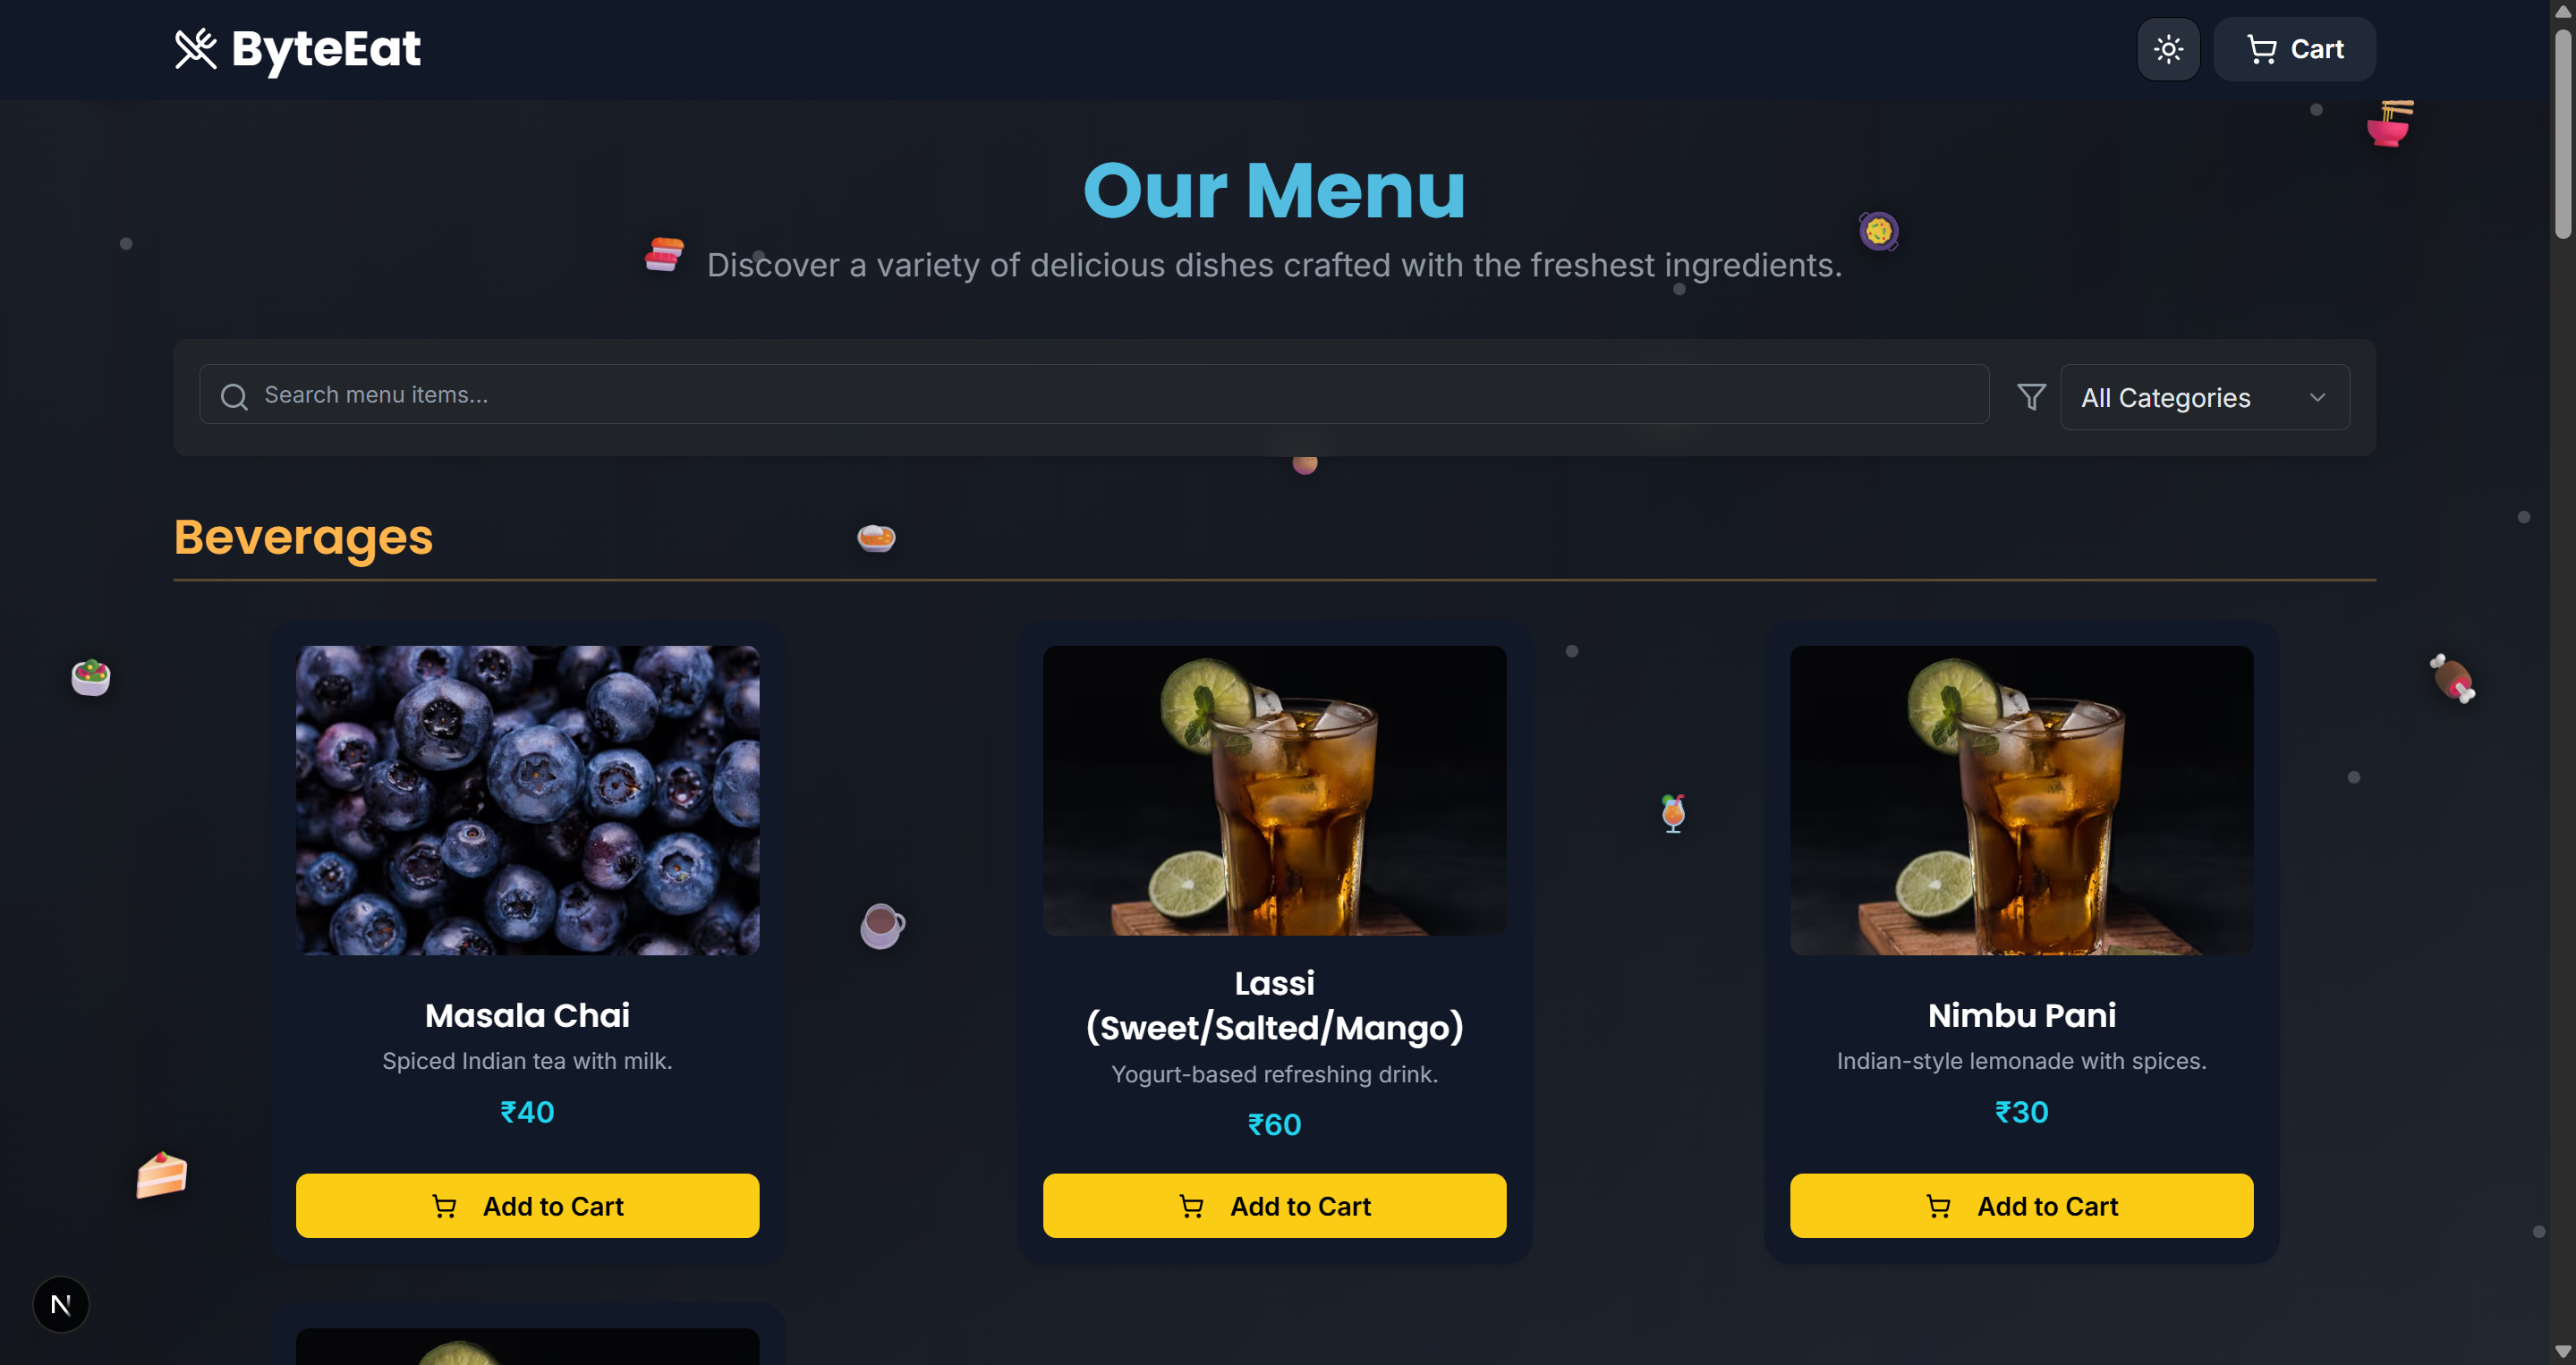 ByteEat
Cart
Our Menu
Discover a variety of delicious dishes crafted with the freshest ingredients.
Search menu items...
All Categories
Beverages
Masala Chai
Spiced Indian tea with milk.
₹40
Add to Cart
Lassi
(Sweet/Salted/Mango)
Yogurt-based refreshing drink.
₹60
Add to Cart
Nimbu Pani
Indian-style lemonade with spices.
₹30
Add to Cart
N